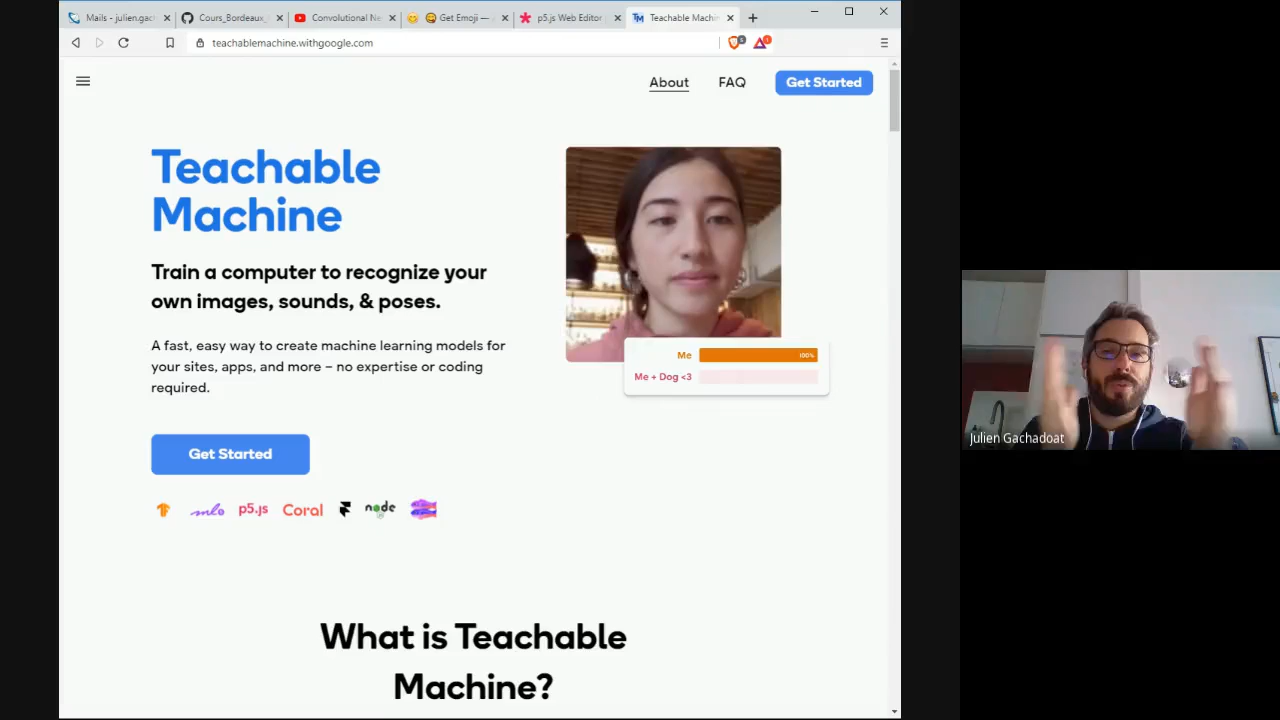 Mails - julien.gac
Cours_Bordeaux_
Convolutional Ne
Get Emoji —
p5.js Web Editor
Teachable Machin
teachablemachine.withgoogle.com
About
FAQ
Get Started
Teachable
Machine
Train a computer to recognize your
own images, sounds, & poses.
A fast, easy way to create machine learning models for
your sites, apps, and more – no expertise or coding
required.
Me
100%
Me + Dog <3
Get Started
p5.js
Coral
node
Julien Gachadoat
What is Teachable
Machine?